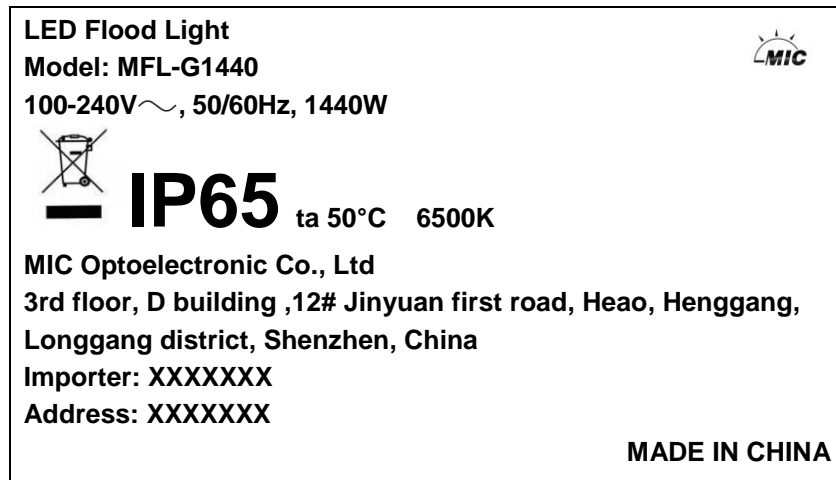 LED Flood Light
MIC
Model: MFL-G1440
100-240V～, 50/60Hz, 1440W
IP65 ta 50°C 6500K
MIC Optoelectronic Co., Ltd
3rd floor, D building ,12# Jinyuan first road, Heao, Henggang,
Longgang district, Shenzhen, China
Importer: XXXXXXX
Address: XXXXXXX
MADE IN CHINA